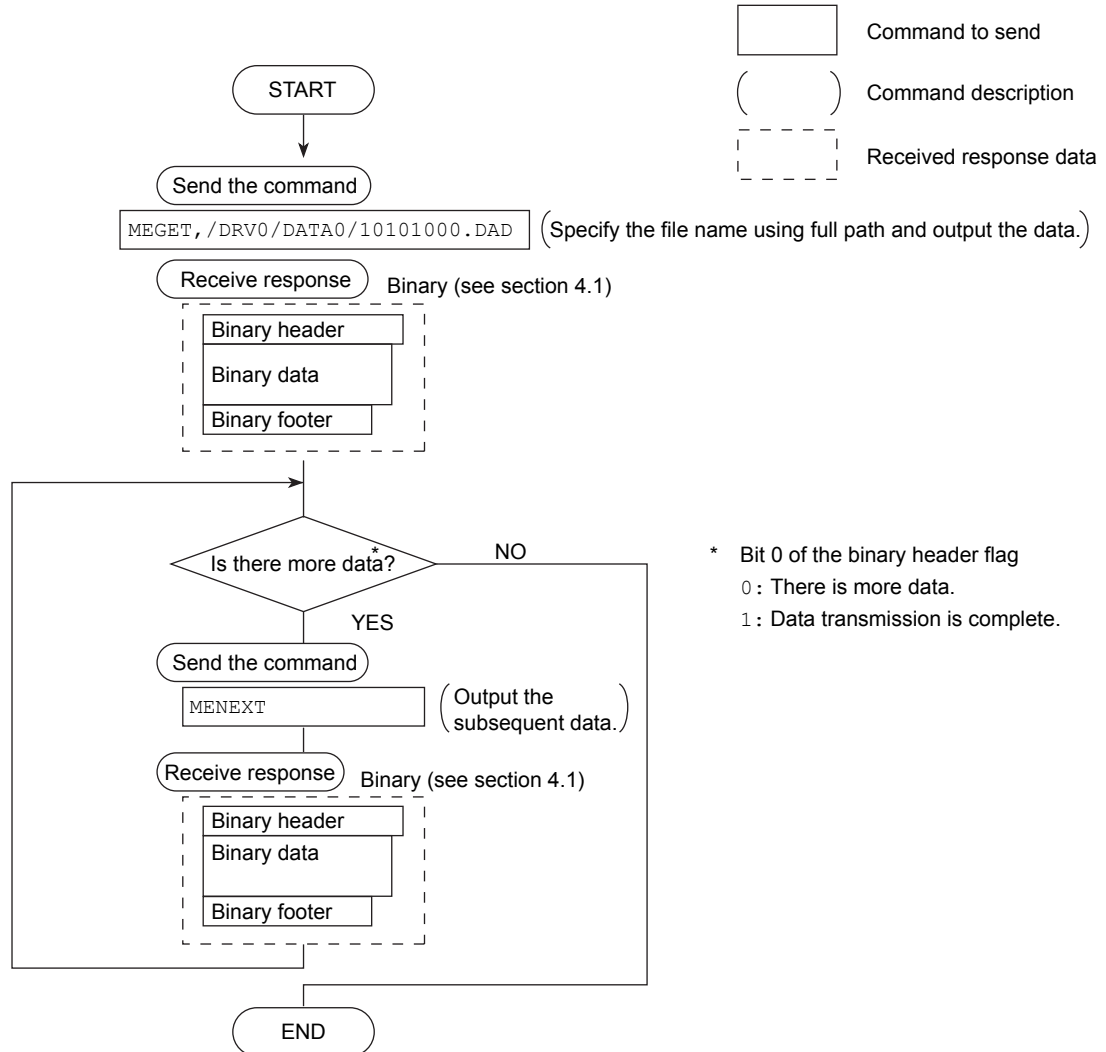 Command to send
Command description
Received response data
START
Send the command
MEGET,/DRV0/DATA0/10101000.DAD
Specify the file name using full path and output the data.
Receive response
Binary (see section 4.1)
Binary header
Binary data
Binary footer
Is there more data?*
NO
* Bit 0 of the binary header flag
0: There is more data.
1: Data transmission is complete.
YES
Send the command
MENEXT
Output the
subsequent data.
Receive response
Binary (see section 4.1)
Binary header
Binary data
Binary footer
END